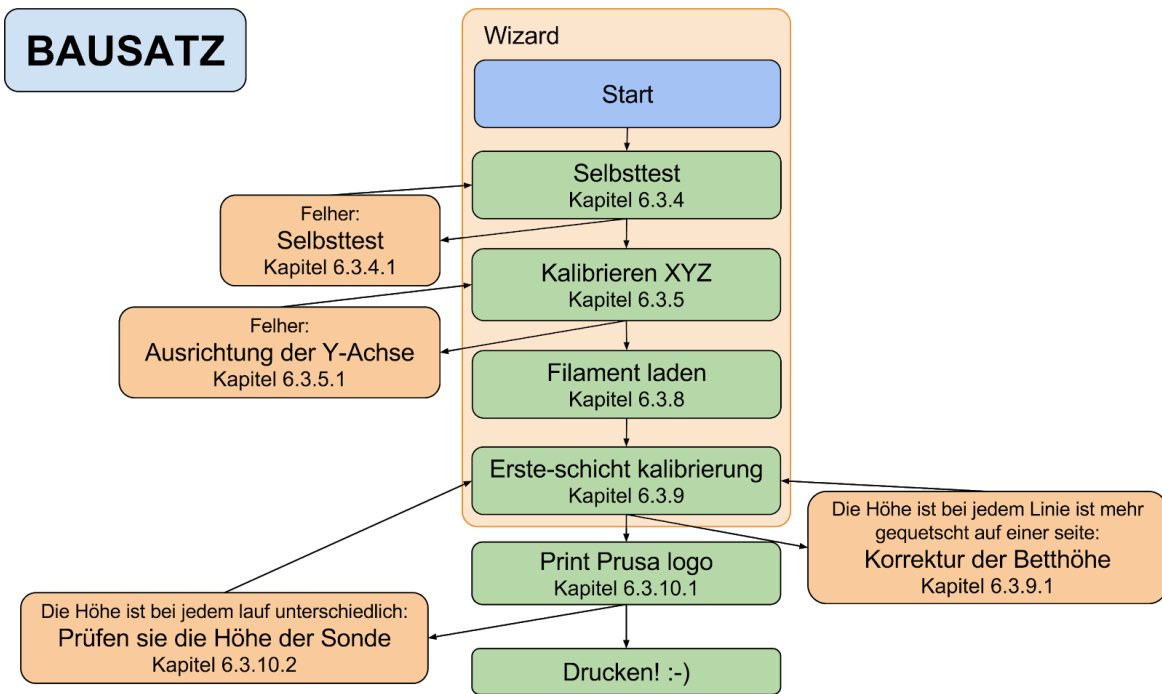 BAUSATZ
Wizard
Start
Selbsttest
Kapitel 6.3.4
Felher:
Selbsttest
Kapitel 6.3.4.1
Kalibrieren XYZ
Kapitel 6.3.5
Felher:
Ausrichtung der Y-Achse
Kapitel 6.3.5.1
Filament laden
Kapitel 6.3.8
Erste-schicht kalibrierung
Kapitel 6.3.9
Die Höhe ist bei jedem Linie ist mehr
gequetscht auf einer seite:
Korrektur der Betthöhe
Kapitel 6.3.9.1
Print Prusa logo
Kapitel 6.3.10.1
Die Höhe ist bei jedem lauf unterschiedlich:
Prüfen sie die Höhe der Sonde
Kapitel 6.3.10.2
Drucken! :-)